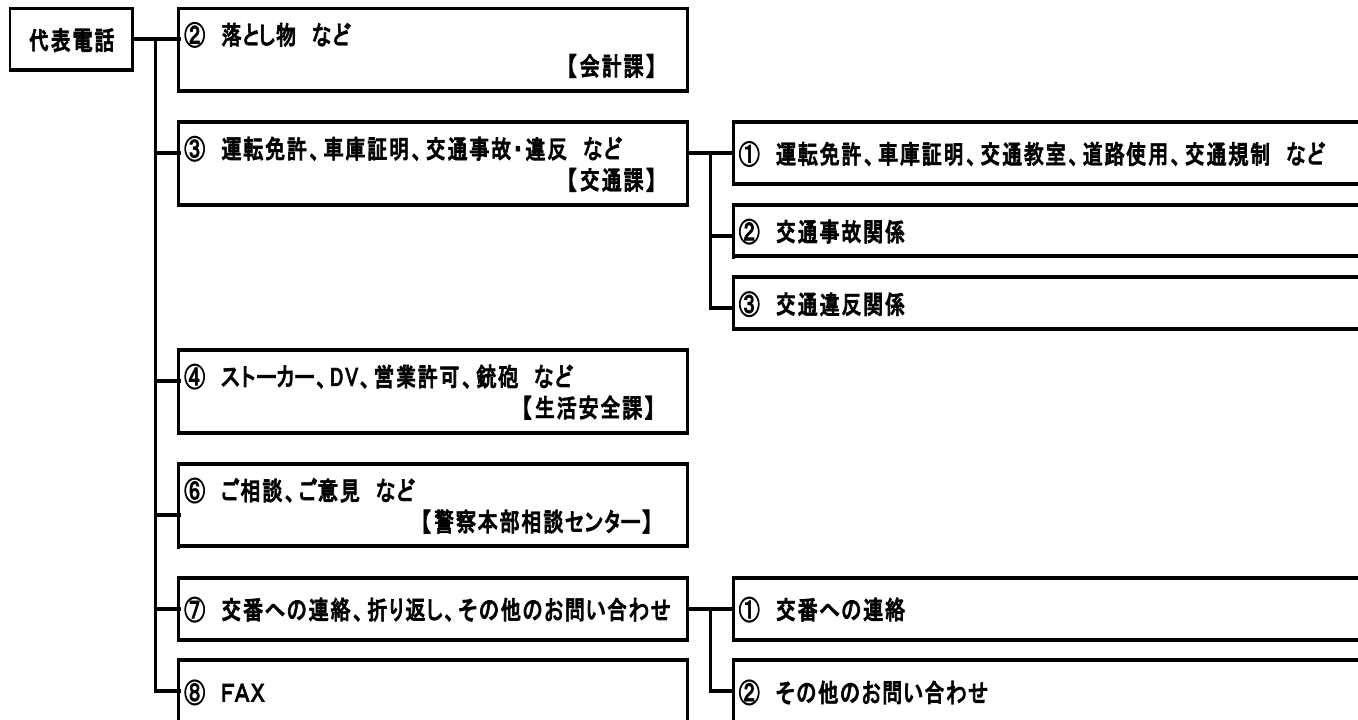 代表電話
② 落とし物 など
【会計課】
③ 運転免許、車庫証明、交通事故・違反 など
【交通課】
① 運転免許、車庫証明、交通教室、道路使用、交通規制 など
② 交通事故関係
③ 交通違反関係
④ ストーカー、DV、営業許可、銃砲 など
【生活安全課】
⑥ ご相談、ご意見 など
【警察本部相談センター】
⑦ 交番への連絡、折り返し、その他のお問い合わせ
① 交番への連絡
⑧ FAX
② その他のお問い合わせ